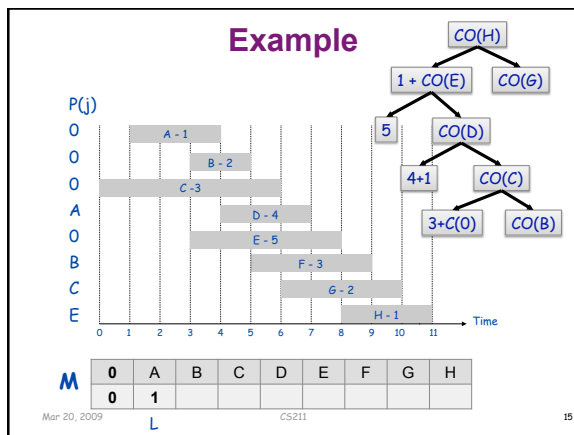 Example
CO(H)
1 + CO(E)
CO(G)
5
CO(D)
4+1
CO(C)
3+C(0)
CO(B)
P(j)
0
A - 1
0
B - 2
0
C -3
A
D - 4
0
E - 5
B
F - 3
C
G - 2
E
H - 1
0 1 2 3 4 5 6 7 8 9 10 11
Time
M
0 A B C D E F G H
0 1
L
Mar 20, 2009
CS211
15